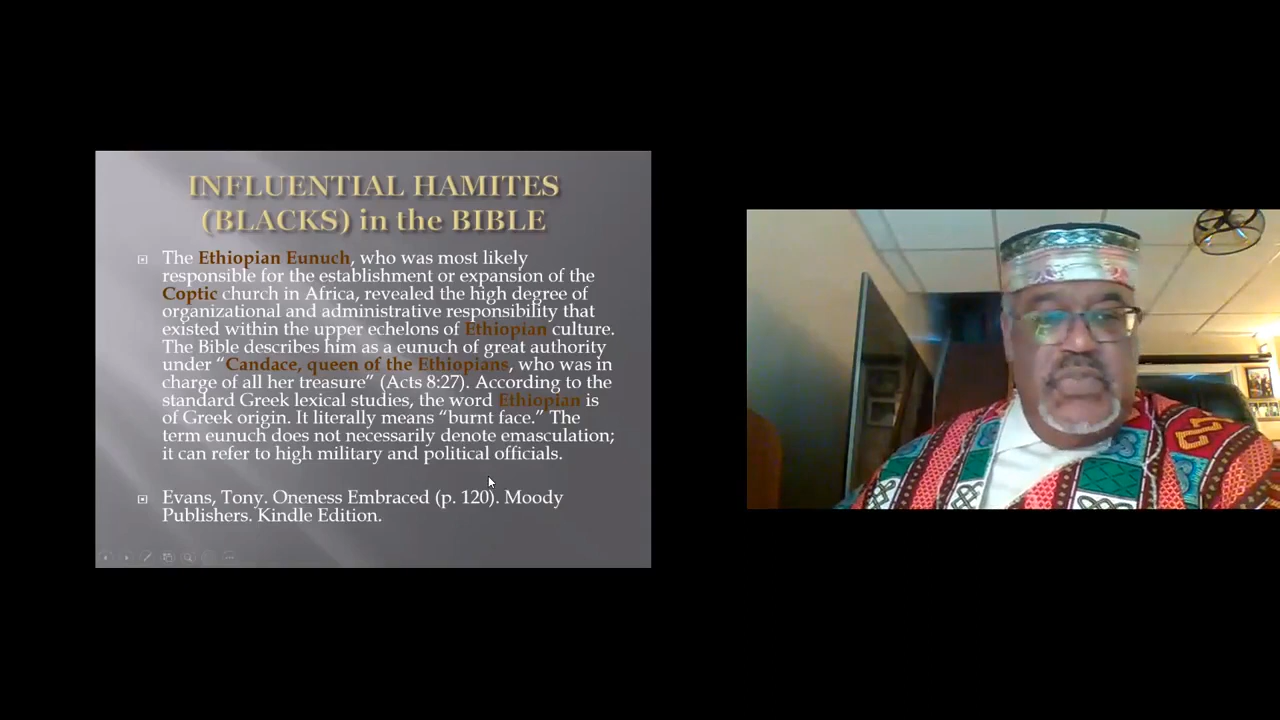 INFLUENTIAL HAMITES
(BLACKS) in the BIBLE
The Ethiopian Eunuch, who was most likely
responsible for the establishment or expansion of the
Coptic church in Africa, revealed the high degree of
organizational and administrative responsibility that
existed within the upper echelons of Ethiopian culture.
The Bible describes him as a eunuch of great authority
under “Candace, queen of the Ethiopians, who was in
charge of all her treasure” (Acts 8:27). According to the
standard Greek lexical studies, the word Ethiopian is
of Greek origin. It literally means “burnt face.” The
term eunuch does not necessarily denote emasculation;
it can refer to high military and political officials.
Evans, Tony. Oneness Embraced (p. 120). Moody
Publishers. Kindle Edition.